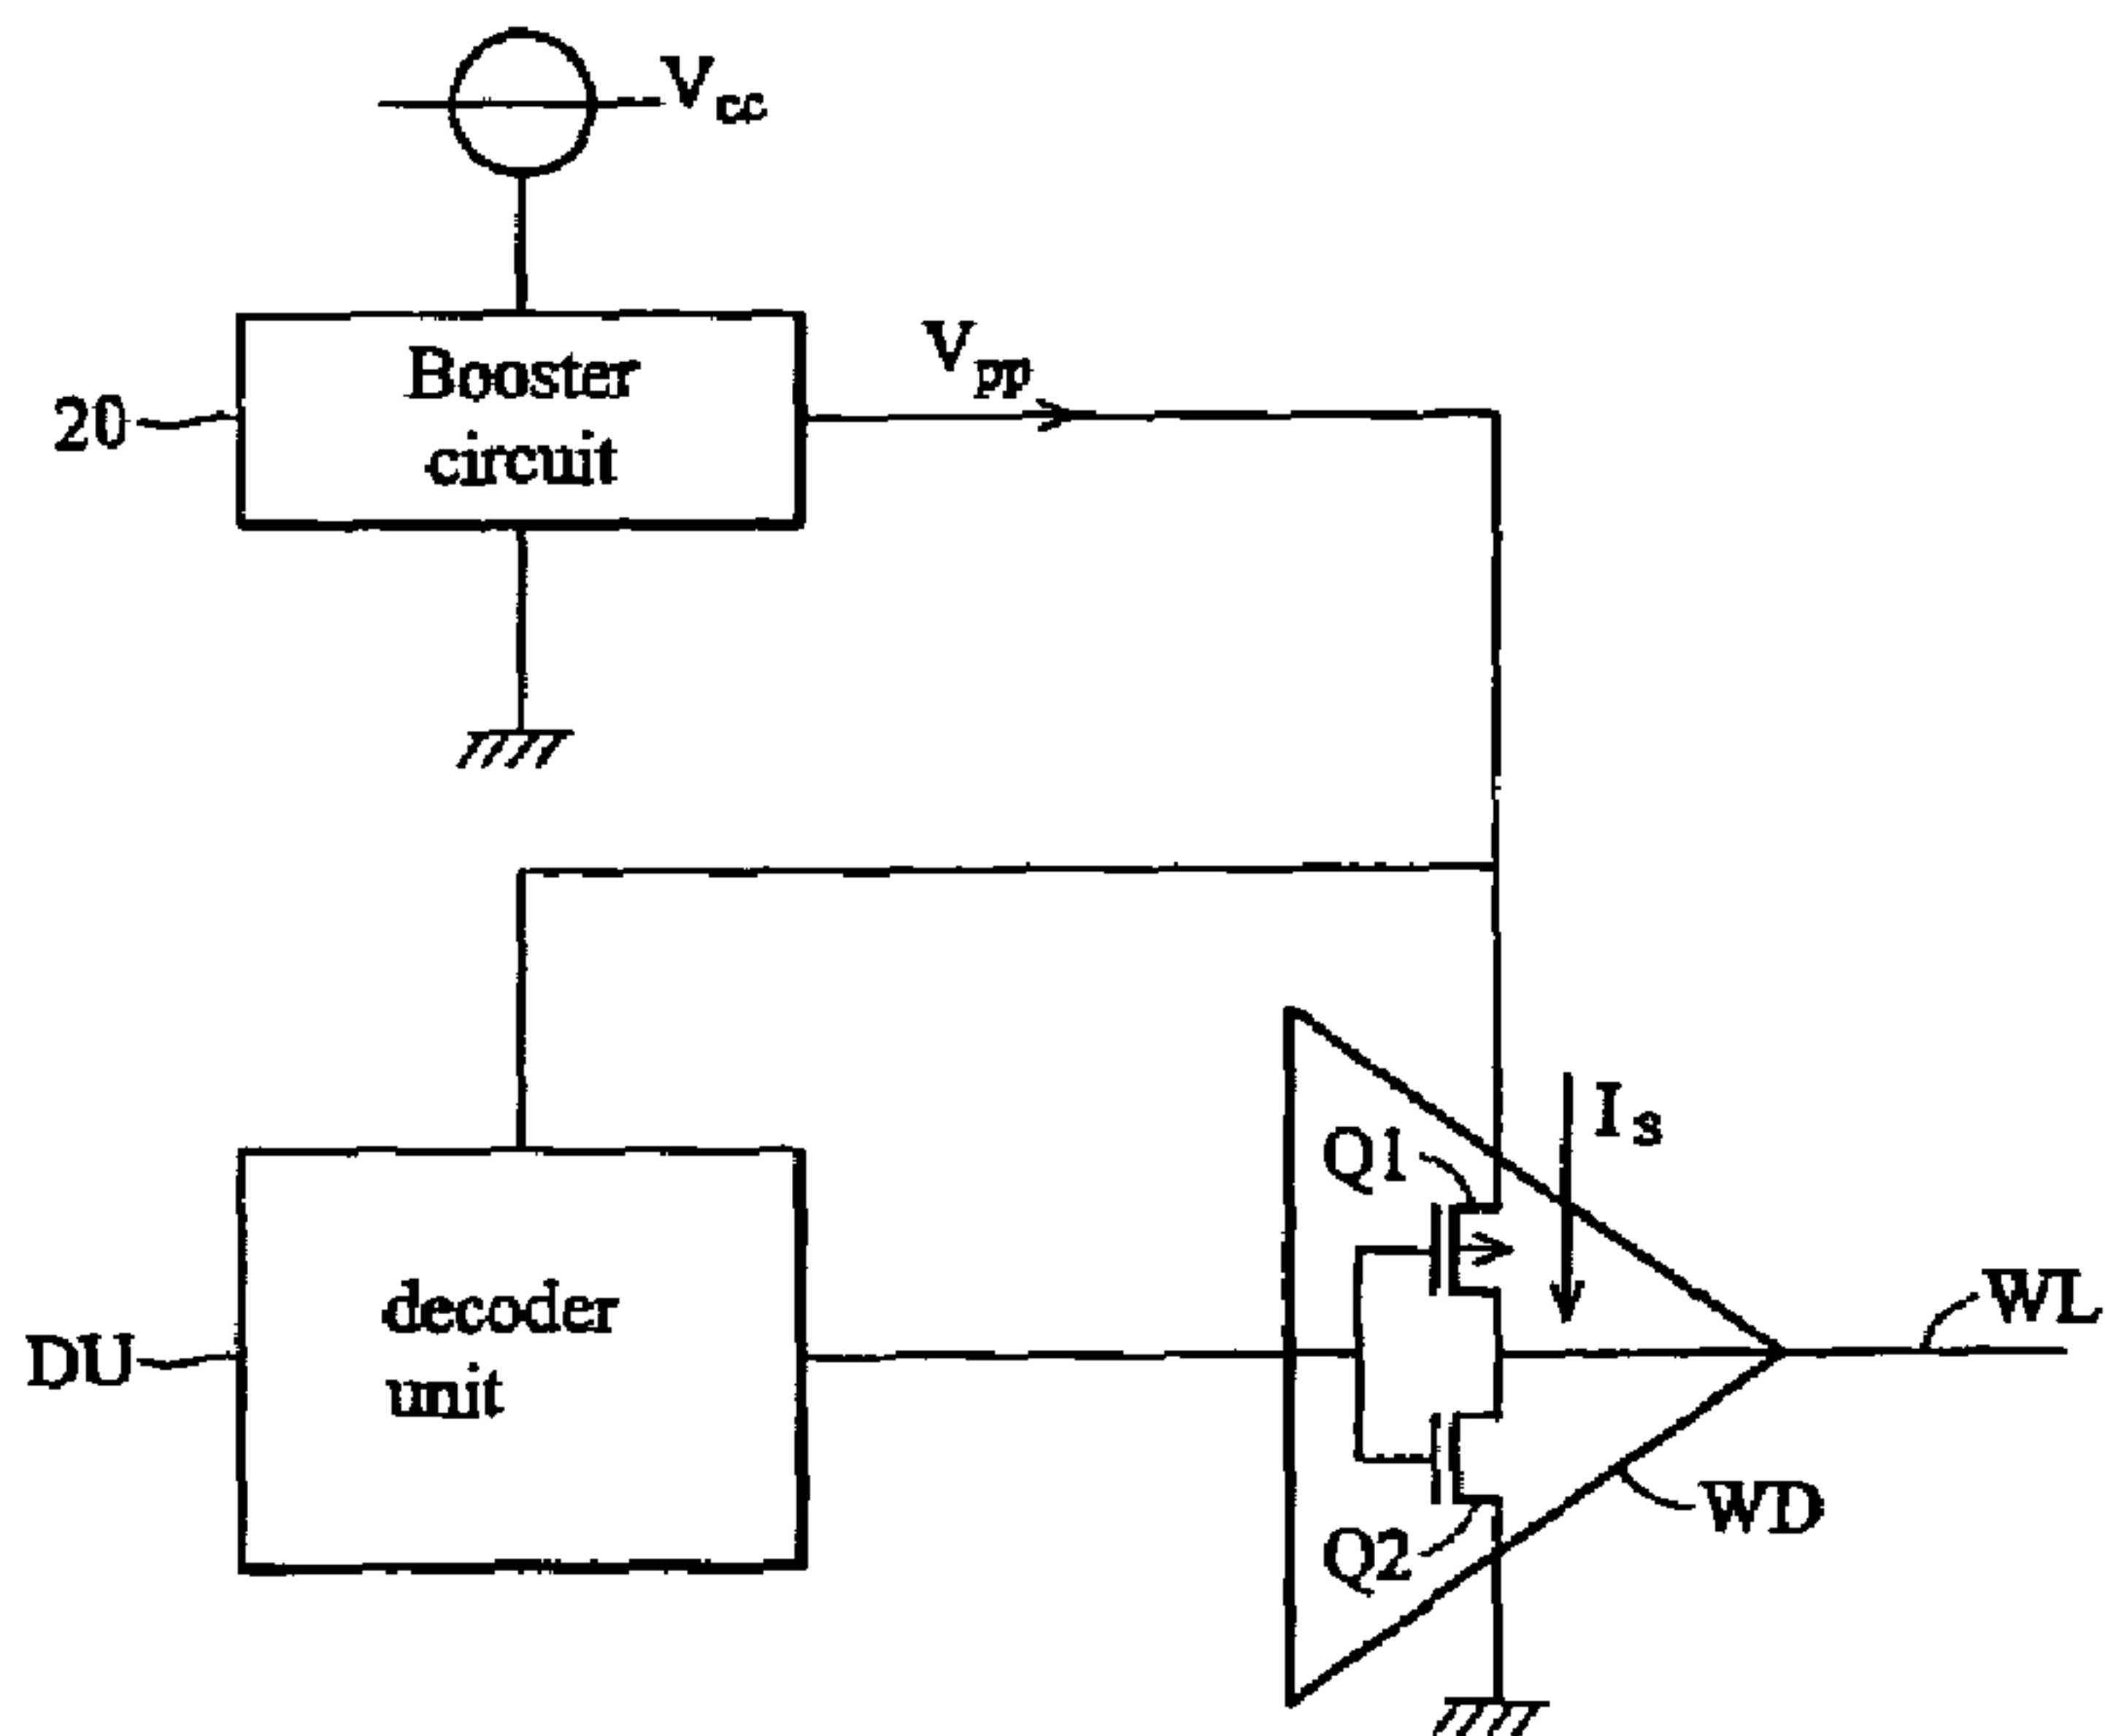 Vcc
Booster
circuit
20
Vpp
Is
Q1
decoder
unit
DU
WL
WD
Q2